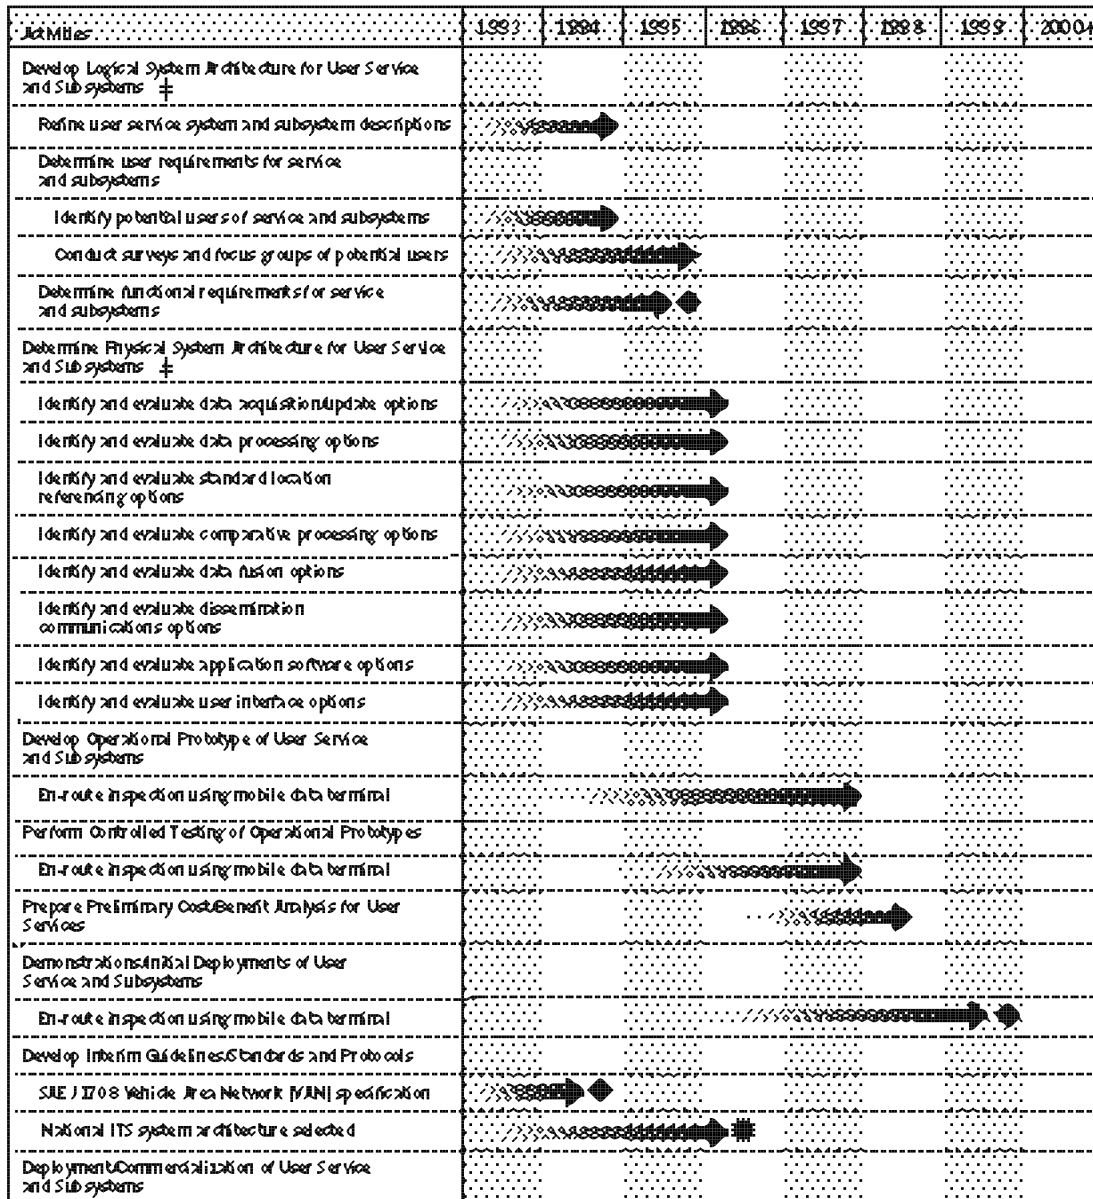 Activities 1993 1994 1995 1996 1997 1998 1999 2000+
Develop Logical System Architecture for User Service
and Subsystems ‡
Refine user service system and subsystem descriptions
Determine user requirements for service
and subsystems
Identify potential users of service and subsystems
Conduct surveys and focus groups of potential users
Determine functional requirements for service
and subsystems
Determine Physical System Architecture for User Service
and Subsystems ‡
Identify and evaluate data acquisition/update options
Identify and evaluate data processing options
Identify and evaluate standard location
referencing options
Identify and evaluate comparative processing options
Identify and evaluate data fusion options
Identify and evaluate dissemination
communications options
Identify and evaluate application software options
Identify and evaluate user interface options
Develop Operational Prototype of User Service
and Subsystems
En-route inspection using mobile data terminal
Perform Controlled Testing of Operational Prototypes
En-route inspection using mobile data terminal
Prepare Preliminary Cost/Benefit Analysis for User
Services
Demonstrations/Initial Deployments of User
Service and Subsystems
En-route inspection using mobile data terminal
Develop Interim Guidelines/Standards and Protocols
SAE J1708 Vehicle Area Network [VAN] specification
National ITS system architecture selected
Deployment/Commercialization of User Service
and Subsystems